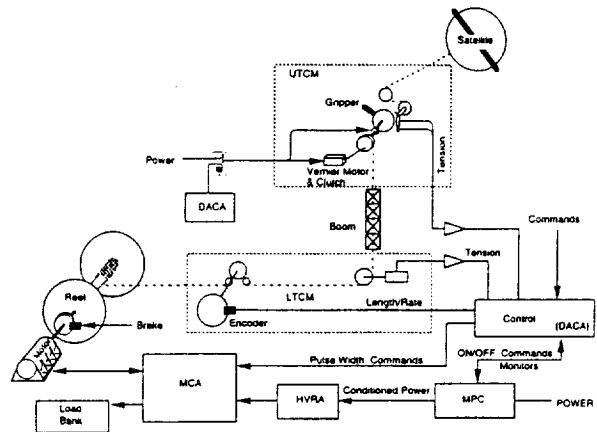 Satellite
UTCM
Gripper
Tension
Power
Vernier Motor
& Clutch
DACA
Boom
Commands
Tension
Reel
LTCM
Length/Rate
Control
(DACA)
Encoder
Brake
Motor
Pulse Width Commands
ON/OFF Commands
Monitors
MCA
Conditioned Power
HVRA
MPC
POWER
Load
Bank